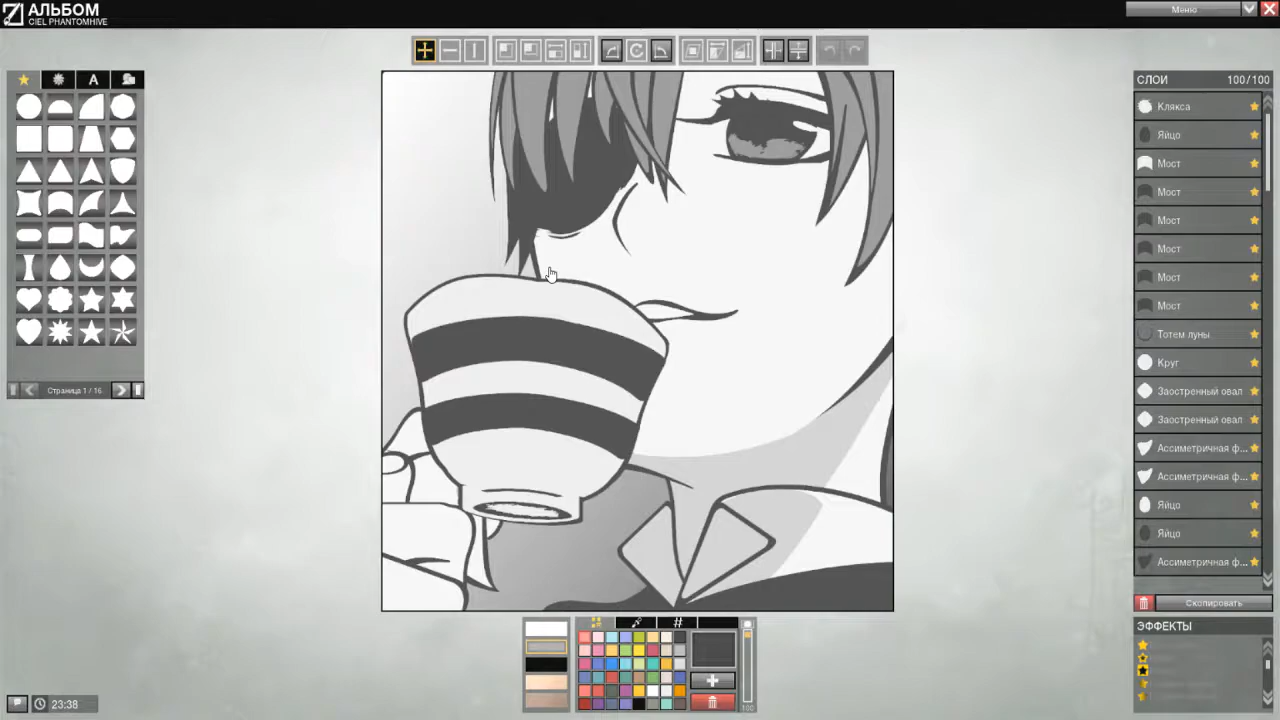 АЛЬБОМ
CIEL PHANTOMHIVE
Меню
A
СЛОИ 100/100
Клякса
Яйцо
Мост
Мост
Мост
Мост
Мост
Мост
Тотем луны
Круг
Заостренный овал
Заостренный овал
Ассиметричная ф...
Ассиметричная ф...
Яйцо
Яйцо
Ассиметричная ф...
Страница 1 / 16
Скопировать
ЭФФЕКТЫ
#
100
23:38